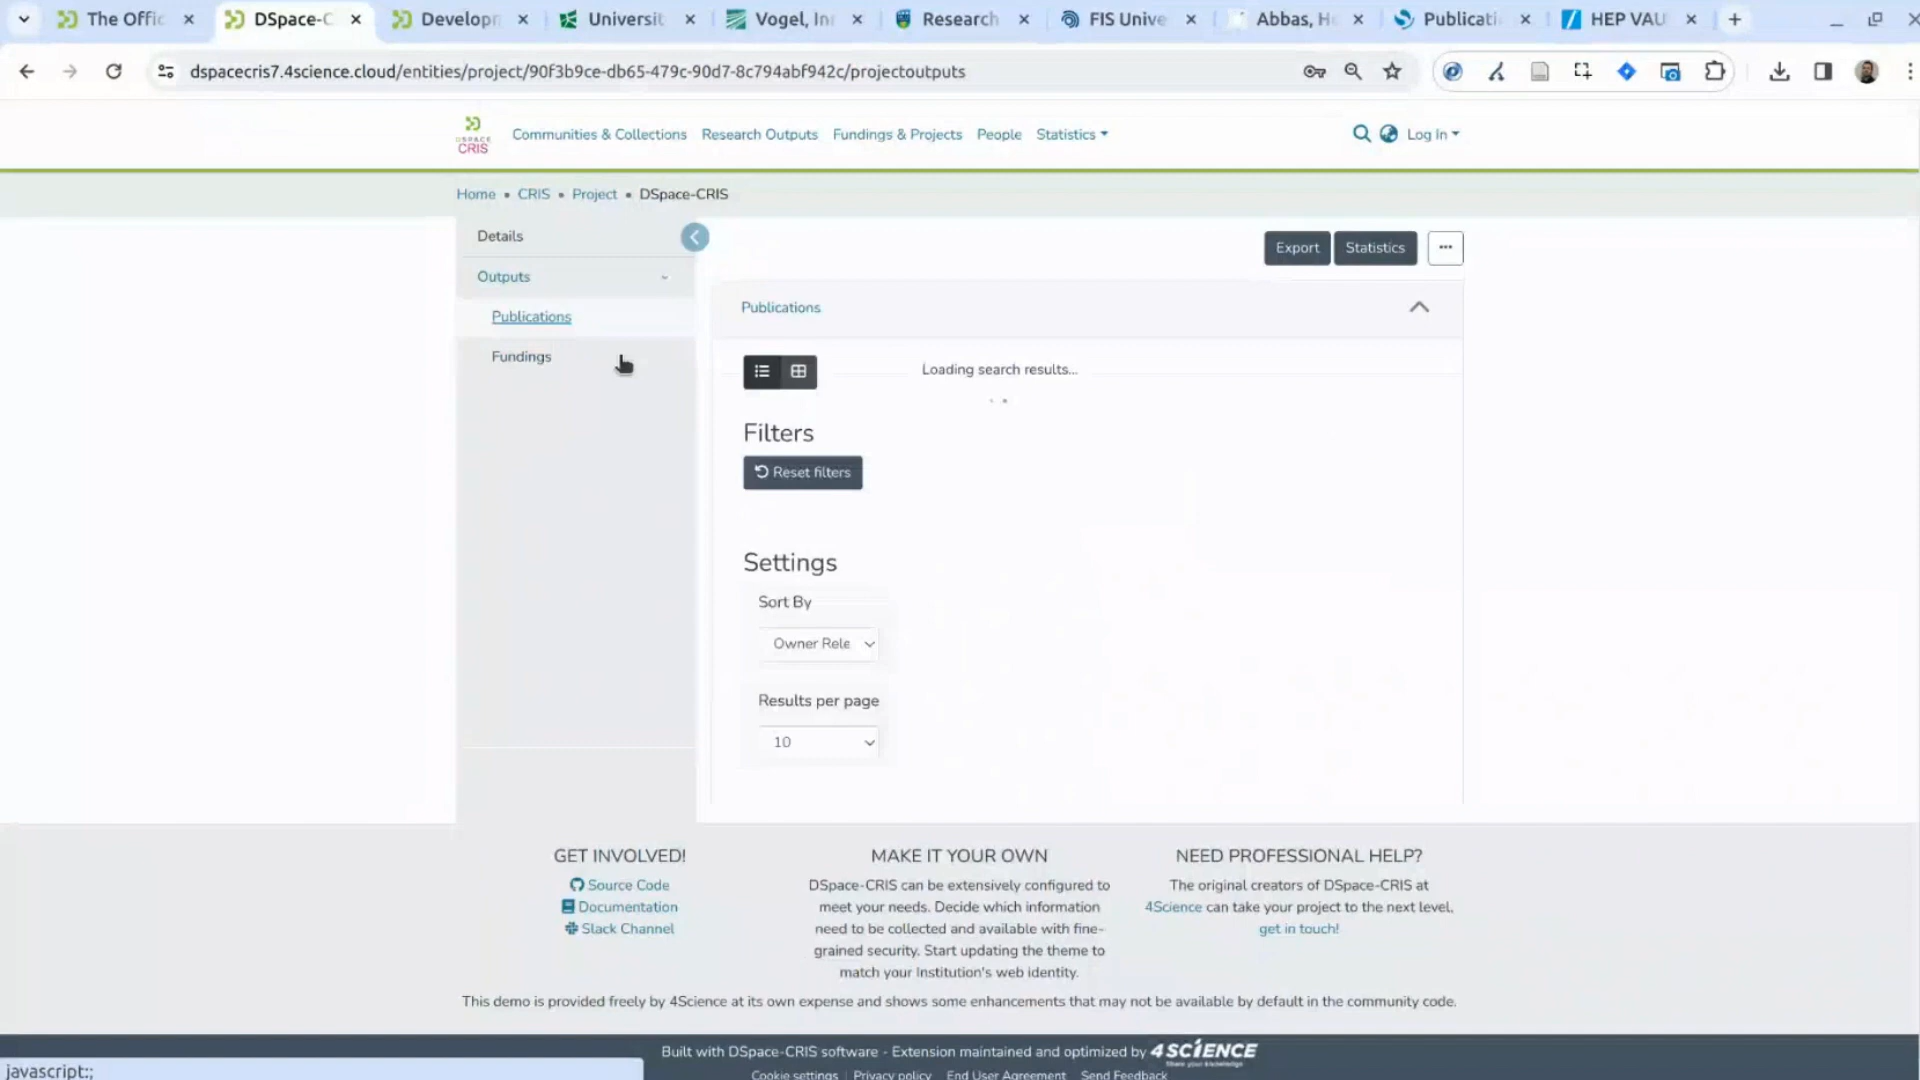 The Offic
DSpace-C
Developm
Universit
Vogel, In
Research
FIS Unive
Abbas, H
Publicati
HEP VAU
dspacecris7.4science.cloud/entities/project/90f3b9ce-db65-479c-90d7-8c794abf942c/projectoutputs
DSPACE
CRIS
Communities & Collections
Research Outputs
Fundings & Projects
People
Statistics
Log In
Home • CRIS • Project • DSpace-CRIS
Details
Outputs
Publications
Fundings
Export
Statistics
...
Publications
Loading search results...
Filters
Reset filters
Settings
Sort By
Owner Rele
Results per page
10
GET INVOLVED!
Source Code
Documentation
Slack Channel
MAKE IT YOUR OWN
DSpace-CRIS can be extensively configured to
meet your needs. Decide which information
need to be collected and available with fine-
grained security. Start updating the theme to
match your Institution's web identity.
NEED PROFESSIONAL HELP?
The original creators of DSpace-CRIS at
4Science can take your project to the next level,
get in touch!
This demo is provided freely by 4Science at its own expense and shows some enhancements that may not be available by default in the community code.
Built with DSpace-CRIS software - Extension maintained and optimized by 4SCIENCE
Cookie settings | Privacy policy End User Agreement Send Feedback
javascript:;